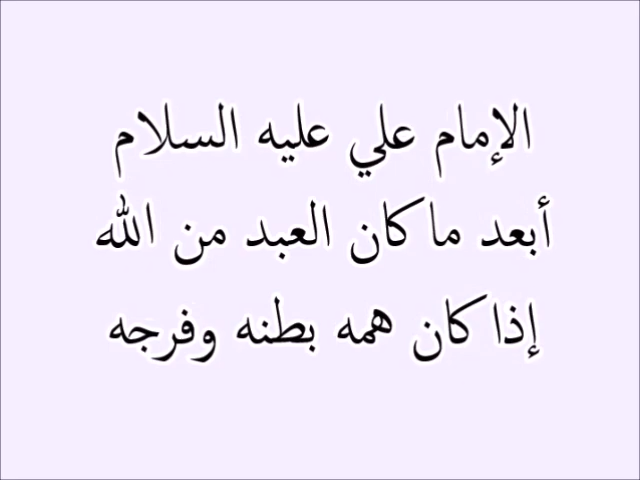 الإمام علي عليه السلام
أبعد ما كان العبد من الله
إذا كان همه بطنه وفرجه